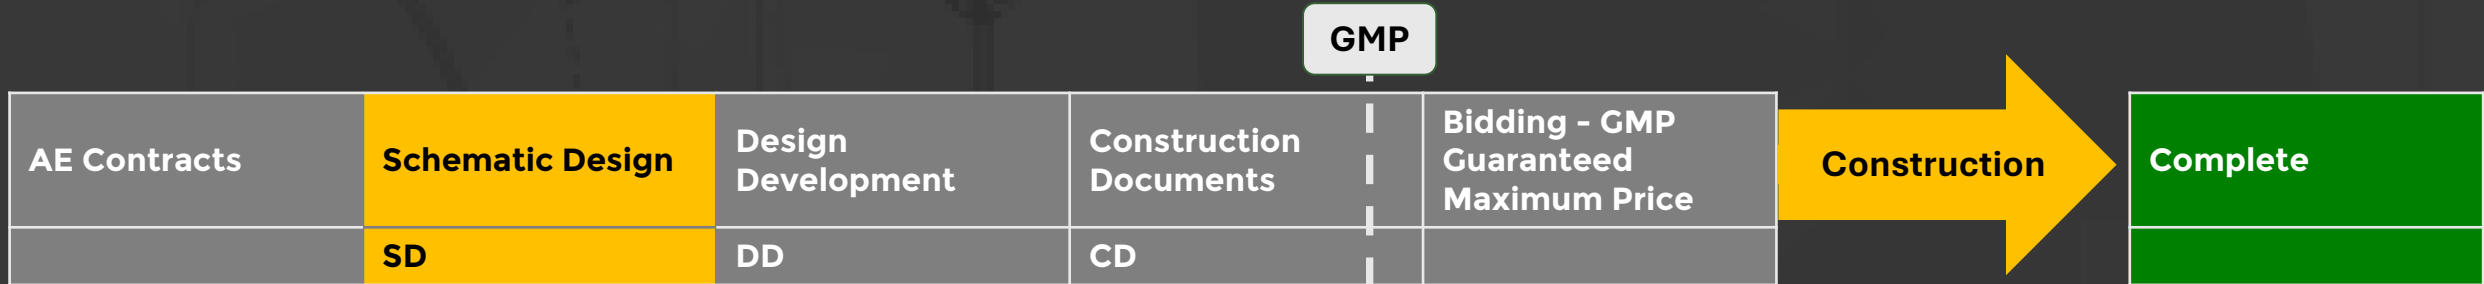 GMP
AE Contracts
Schematic Design
Design
Development
Construction
Documents
Bidding - GMP
Guaranteed
Maximum Price
Construction
Complete
SD
DD
CD